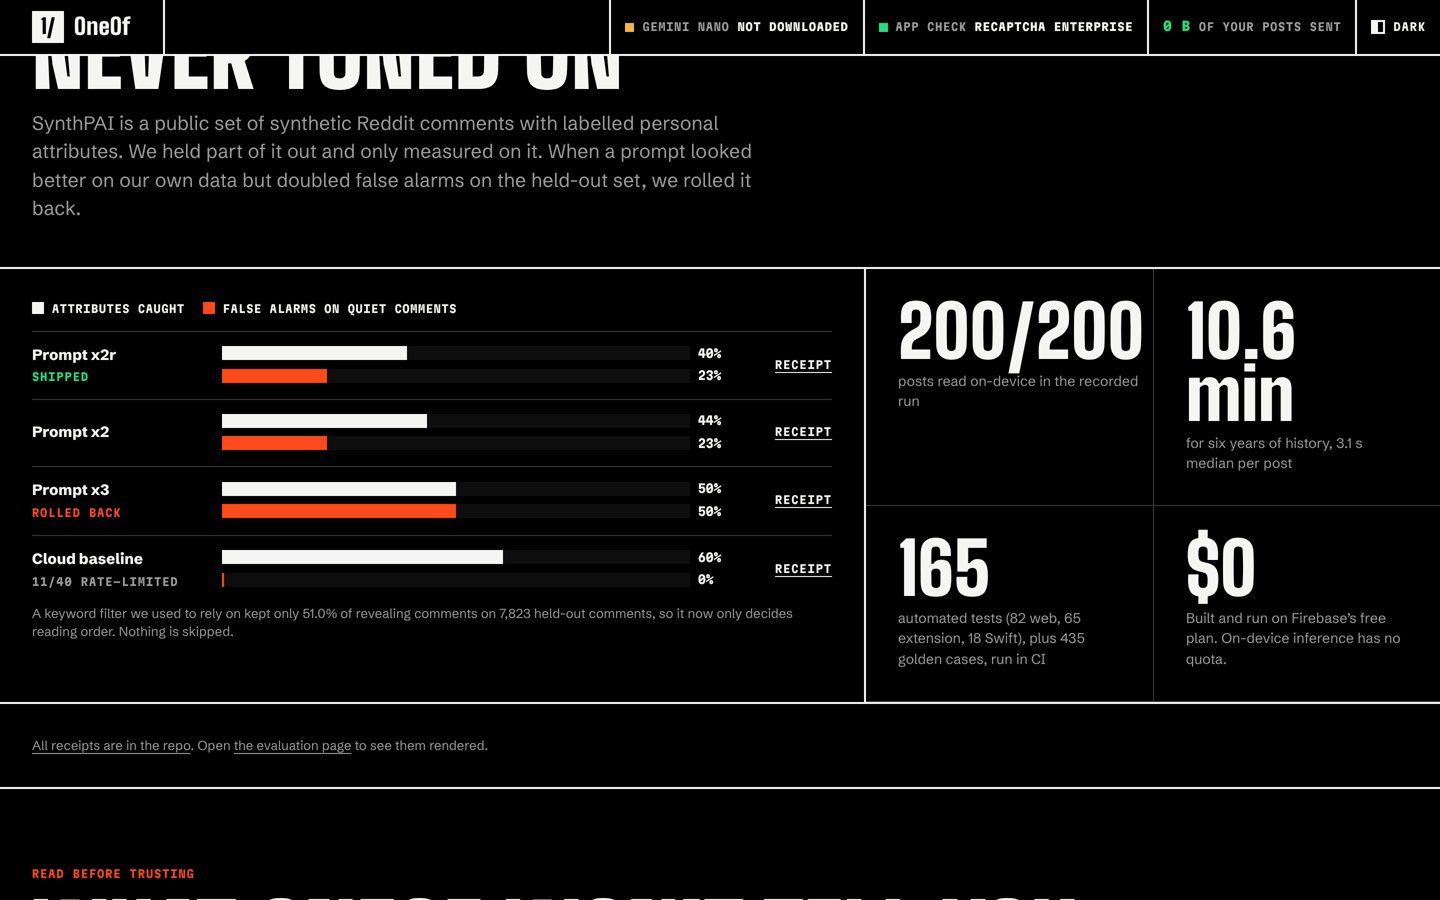 1/ OneOf
GEMINI NANO NOT DOWNLOADED
APP CHECK RECAPTCHA ENTERPRISE
0 B OF YOUR POSTS SENT
DARK
NEVER TUNED ON
SynthPAI is a public set of synthetic Reddit comments with labelled personal
attributes. We held part of it out and only measured on it. When a prompt looked
better on our own data but doubled false alarms on the held-out set, we rolled it
back.
ATTRIBUTES CAUGHT
FALSE ALARMS ON QUIET COMMENTS
Prompt x2r
SHIPPED
40%
23%
RECEIPT
Prompt x2
44%
23%
RECEIPT
Prompt x3
ROLLED BACK
50%
50%
RECEIPT
Cloud baseline
11/40 RATE-LIMITED
60%
0%
RECEIPT
A keyword filter we used to rely on kept only 51.0% of revealing comments on 7,823 held-out comments, so it now only decides
reading order. Nothing is skipped.
200/200
posts read on-device in the recorded
run
10.6
min
for six years of history, 3.1 s
median per post
165
automated tests (82 web, 65
extension, 18 Swift), plus 435
golden cases, run in CI
$0
Built and run on Firebase's free
plan. On-device inference has no
quota.
All receipts are in the repo. Open the evaluation page to see them rendered.
READ BEFORE TRUSTING